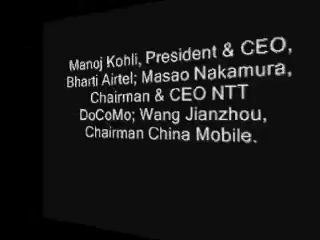 Manoj Kohli, President & CEO,
Bharti Airtel; Masao Nakamura,
Chairman & CEO NTT
DoCoMo; Wang Jianzhou,
Chairman China Mobile.